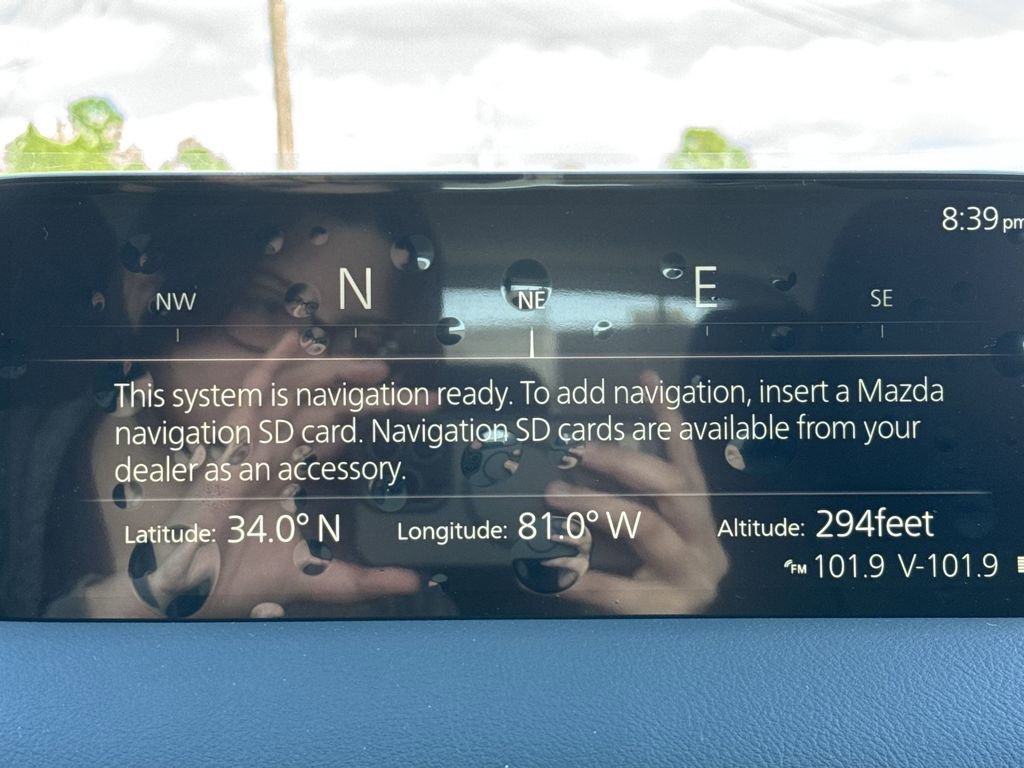 8:39 pm
NW N NE E SE
This system is navigation ready. To add navigation, insert a Mazda
navigation SD card. Navigation SD cards are available from your
dealer as an accessory.
Latitude: 34.0° N Longitude: 81.0° W Altitude: 294feet
FM 101.9 V-101.9